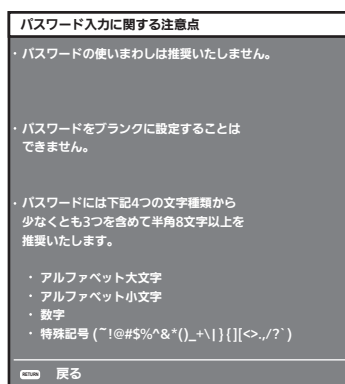 パスワード入力に関する注意点
・パスワードの使いまわしは推奨いたしません。
・パスワードをブランクに設定することは
できません。
・パスワードには下記4つの文字種類から
少なくとも3つを含めて半角8文字以上を
推奨いたします。
・ アルファベット大文字
・ アルファベット小文字
・ 数字
・ 特殊記号 (~!@#$%^&*()_+\|}{][<>.,/?`)
RETURN 戻る